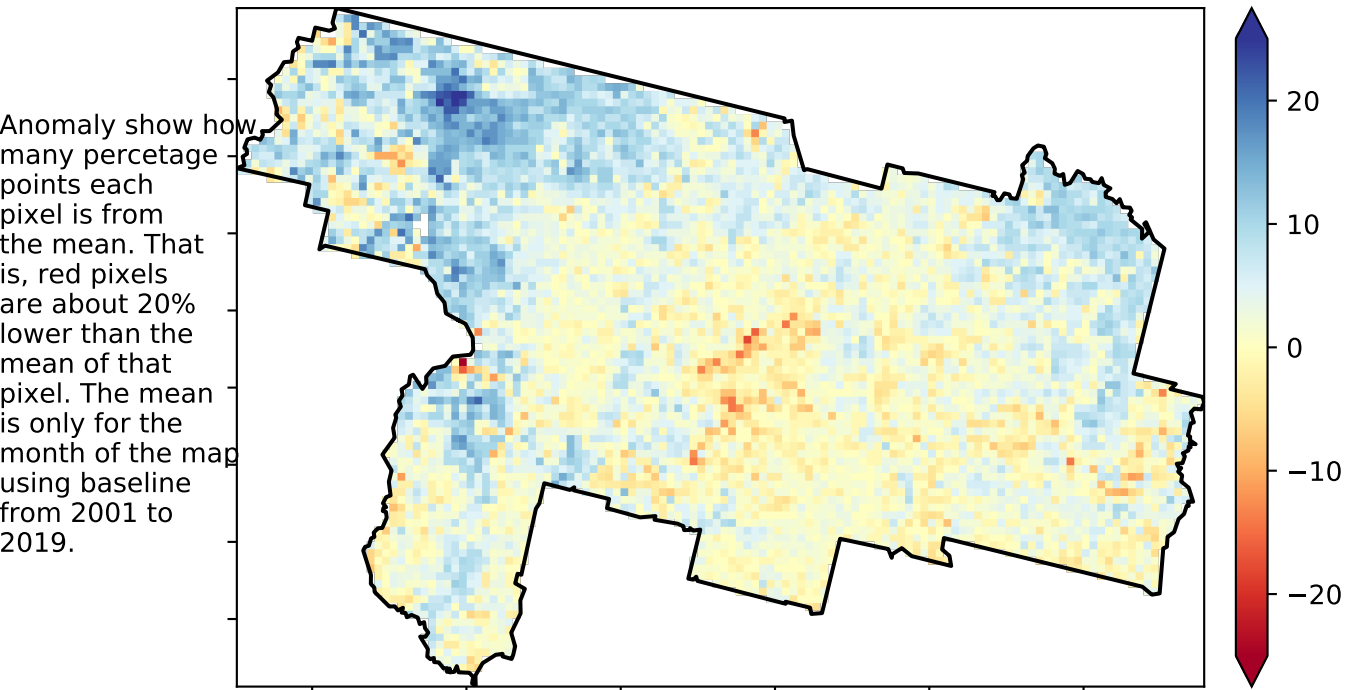 Anomaly show how
many percetage
points each
pixel is from
the mean. That
is, red pixels
are about 20%
lower than the
mean of that
pixel. The mean
is only for the
month of the map
using baseline
from 2001 to
2019.
20
10
0
−10
−20